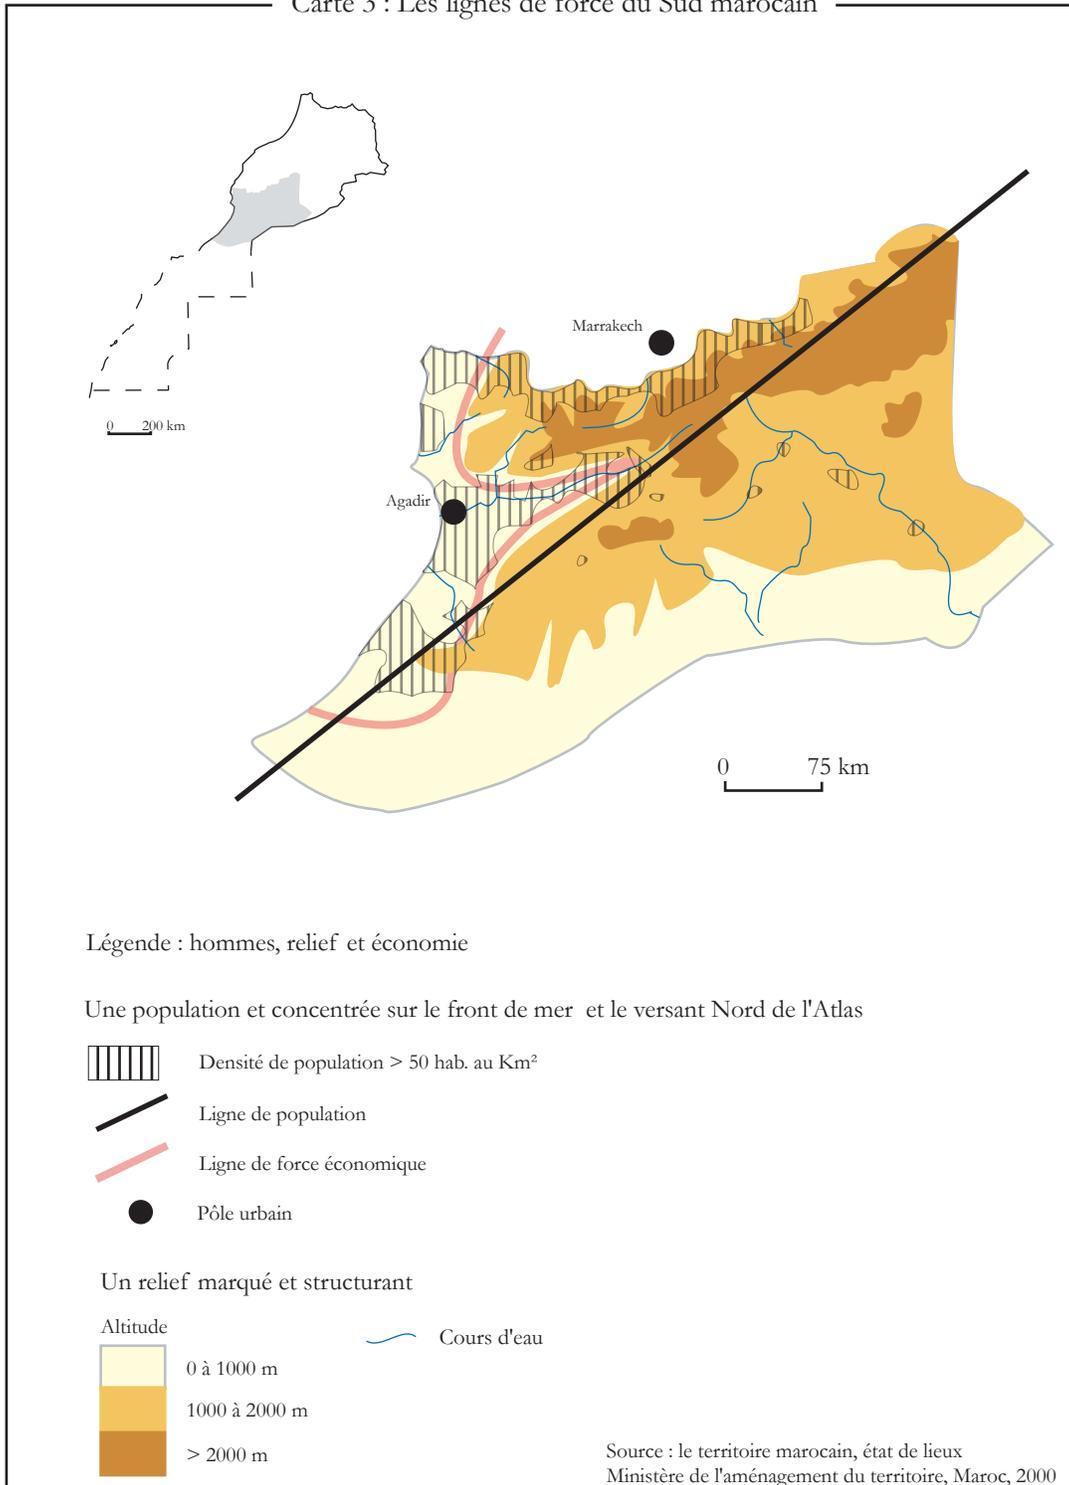 Carte 3 : Les lignes de force du Sud marocain
0 200 km
Marrakech
Agadir
0 75 km
Légende : hommes, relief et économie
Une population et concentrée sur le front de mer et le versant Nord de l'Atlas
Densité de population > 50 hab. au Km²
Ligne de population
Ligne de force économique
Pôle urbain
Un relief marqué et structurant
Altitude
Cours d'eau
0 à 1000 m
1000 à 2000 m
> 2000 m
Source : le territoire marocain, état de lieux
Ministère de l'aménagement du territoire, Maroc, 2000